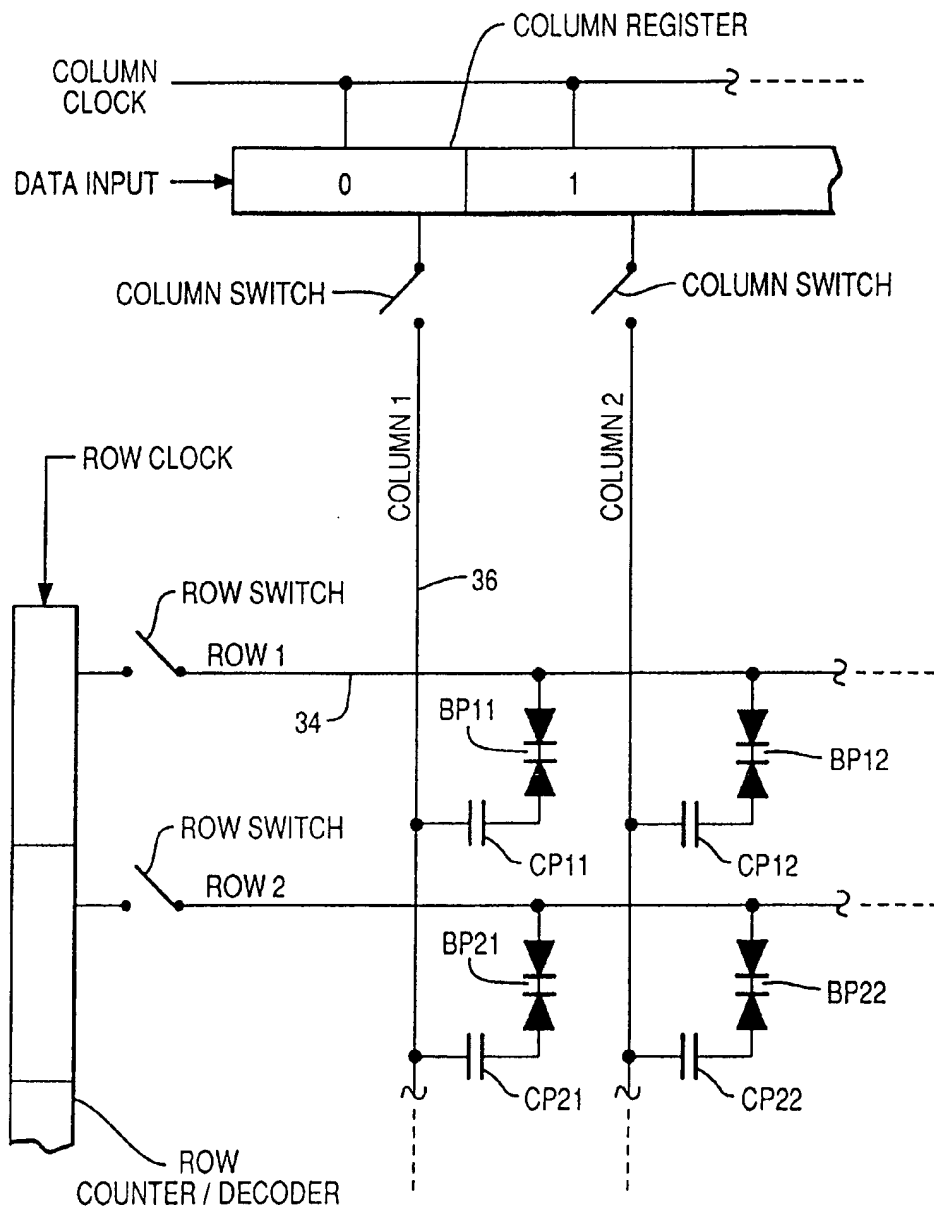 COLUMN REGISTER
COLUMN
CLOCK
DATA INPUT
0
1
COLUMN SWITCH
COLUMN SWITCH
COLUMN 1
COLUMN 2
ROW CLOCK
36
ROW SWITCH
ROW 1
34
BP11
BP12
ROW SWITCH
CP11
CP12
ROW 2
BP21
BP22
CP21
CP22
ROW
COUNTER / DECODER